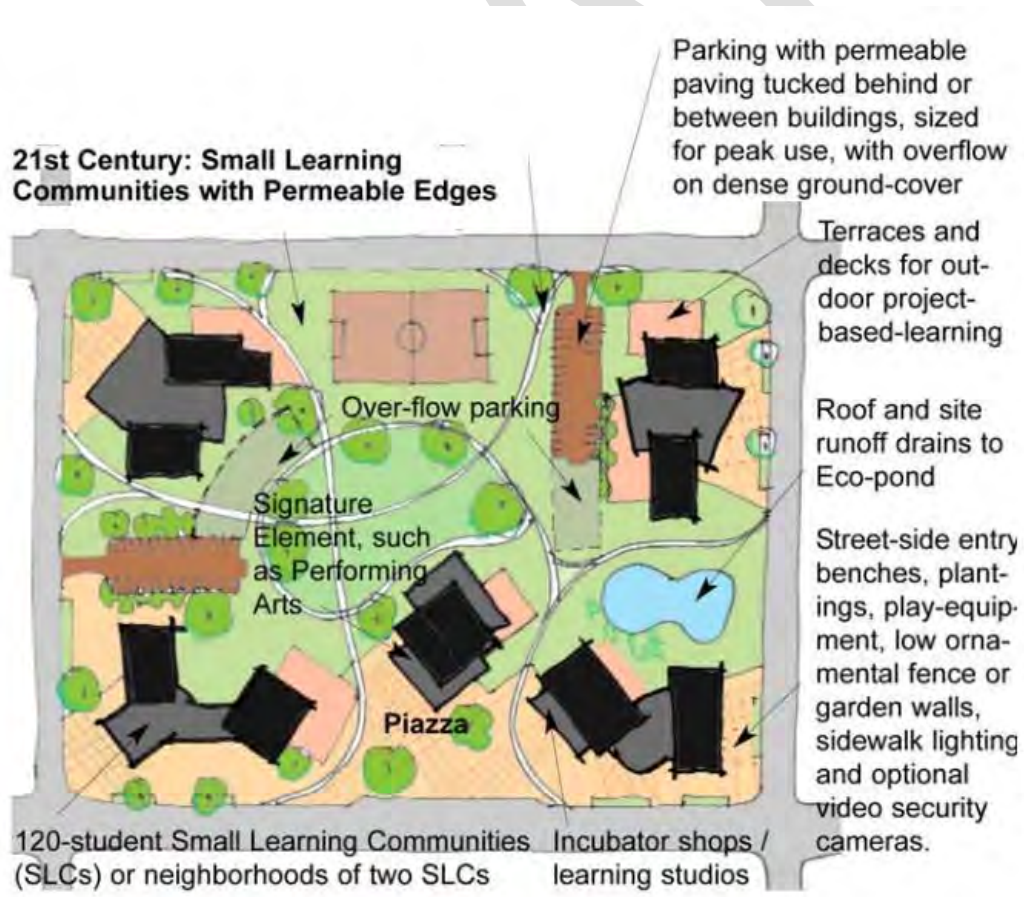 Parking with permeable
paving tucked behind or
between buildings, sized
for peak use, with overflow
on dense ground-cover
21st Century: Small Learning
Communities with Permeable Edges
Terraces and
decks for out-
door project-
based-learning
Over-flow parking
Roof and site
runoff drains to
Eco-pond
Signature
Element, such
as Performing
Arts
Street-side entry
benches, plant-
ings, play-equip-
ment, low orna-
mental fence or
garden walls,
sidewalk lighting
and optional
video security
cameras.
Piazza
120-student Small Learning Communities
(SLCs) or neighborhoods of two SLCs
Incubator shops /
learning studios